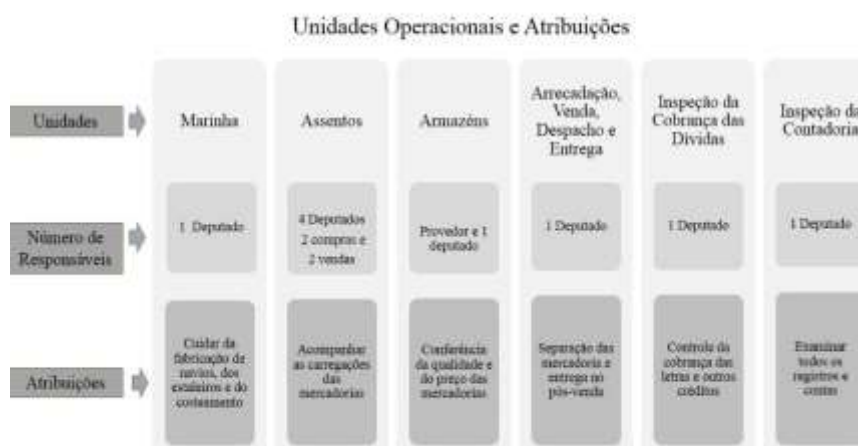 Unidades Operacionais e Atribuições
Unidades
Marinha
Assentos
Armazéns
Arrecadação,
Venda,
Despacho e
Entrega
Inspeção da
Cobrança das
Dívidas
Inspeção da
Contadoria
Número de
Responsáveis
1 Deputado
4 Deputados
2 compras e
2 vendas
Provedor e 1
deputado
1 Deputado
1 Deputado
1 Deputado
Atribuições
Cuidar da
fabricação de
navios, dos
estaleiros e do
Acompanhar
as carregações
das
mercadorias
Conferência
da qualidade e
do preço das
mercadorias
Separação das
mercadoria e
entrega no
pós-venda
Controle da
cobrança das
letras e outros
créditos
Examinar
todos os
registros e
contas